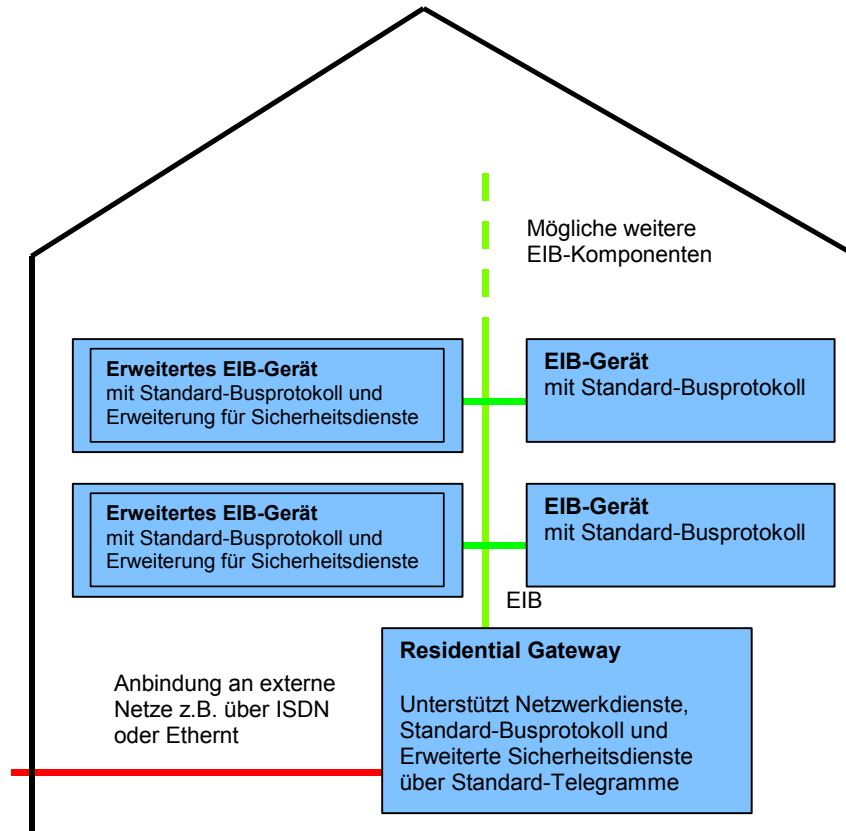 Mögliche weitere
EIB-Komponenten
Erweitertes EIB-Gerät
mit Standard-Busprotokoll und
Erweiterung für Sicherheitsdienste
EIB-Gerät
mit Standard-Busprotokoll
Erweitertes EIB-Gerät
mit Standard-Busprotokoll und
Erweiterung für Sicherheitsdienste
EIB-Gerät
mit Standard-Busprotokoll
EIB
Anbindung an externe
Netze z.B. über ISDN
oder Ethernt
Residential Gateway
Unterstützt Netzwerkdienste,
Standard-Busprotokoll und
Erweiterte Sicherheitsdienste
über Standard-Telegramme